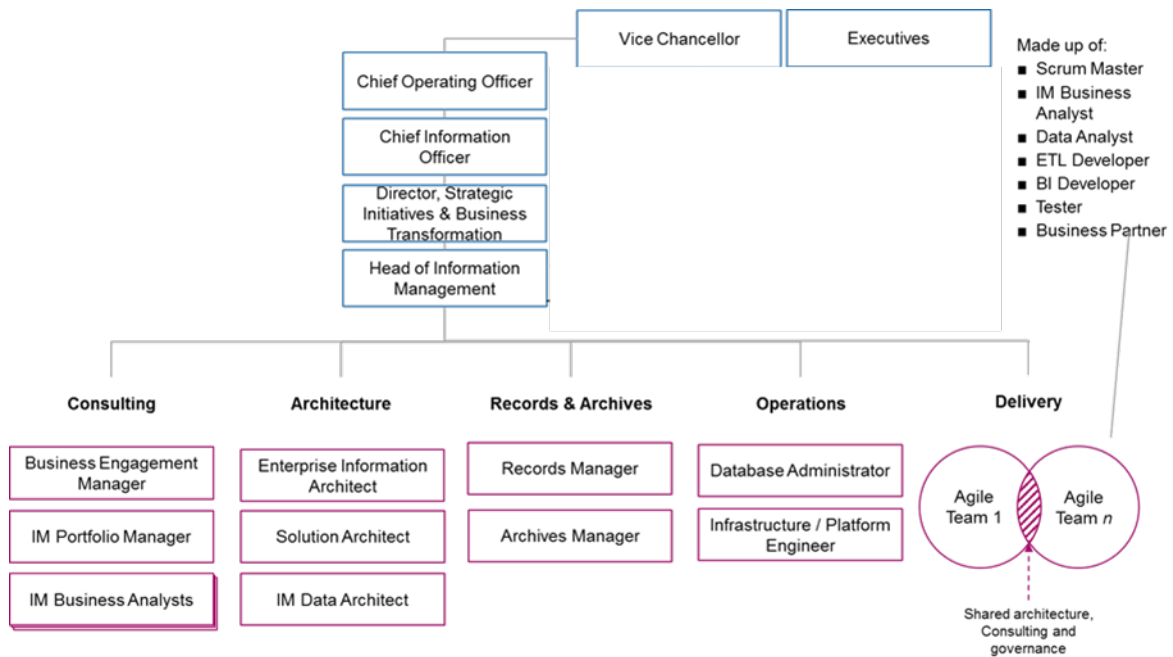 Vice Chancellor
Executives
Made up of:
■ Scrum Master
■ IM Business
Analyst
■ Data Analyst
■ ETL Developer
■ BI Developer
■ Tester
■ Business Partner
Chief Operating Officer
Chief Information
Officer
Director, Strategic
Initiatives & Business
Transformation
Head of Information
Management
Consulting
Architecture
Records & Archives
Operations
Delivery
Business Engagement
Manager
IM Portfolio Manager
IM Business Analysts
Enterprise Information
Architect
Solution Architect
IM Data Architect
Records Manager
Archives Manager
Database Administrator
Infrastructure / Platform
Engineer
Agile
Team 1
Agile
Team n
Shared architecture,
Consulting and
governance